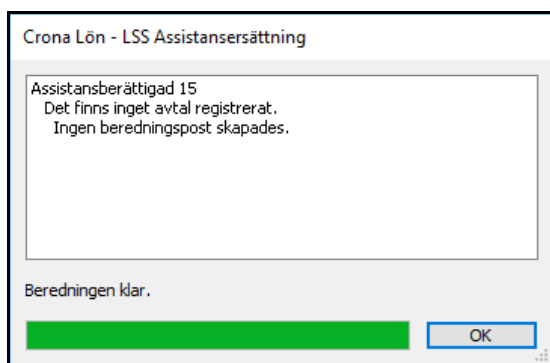 Crona Lön - LSS Assistansersättning
Assistansberättigad 15
Det finns inget avtal registrerat.
Ingen beredningspost skapades.
Beredningen klar.
OK